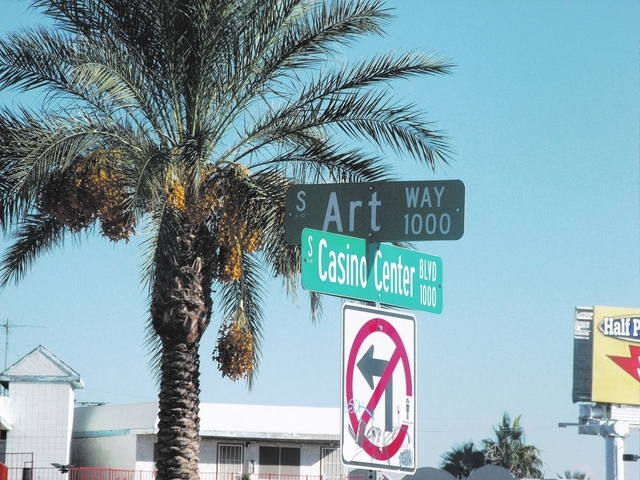 S Art WAY 1000
S Casino Center BLVD 1000
Half